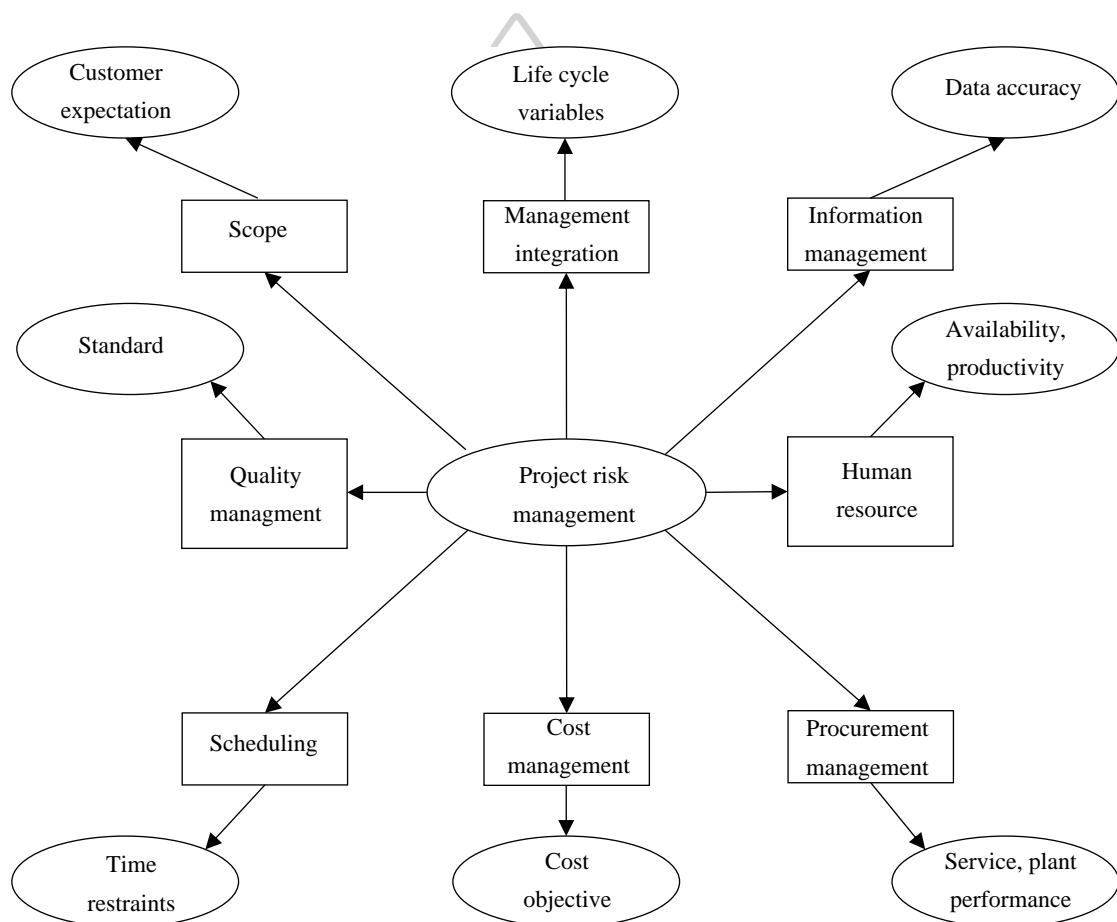 Customer
expectation
Life cycle
variables
Data accuracy
Scope
Management
integration
Information
management
Standard
Availability,
productivity
Quality
managment
Project risk
management
Human
resource
Scheduling
Cost
management
Procurement
management
Time
restraints
Cost
objective
Service, plant
performance